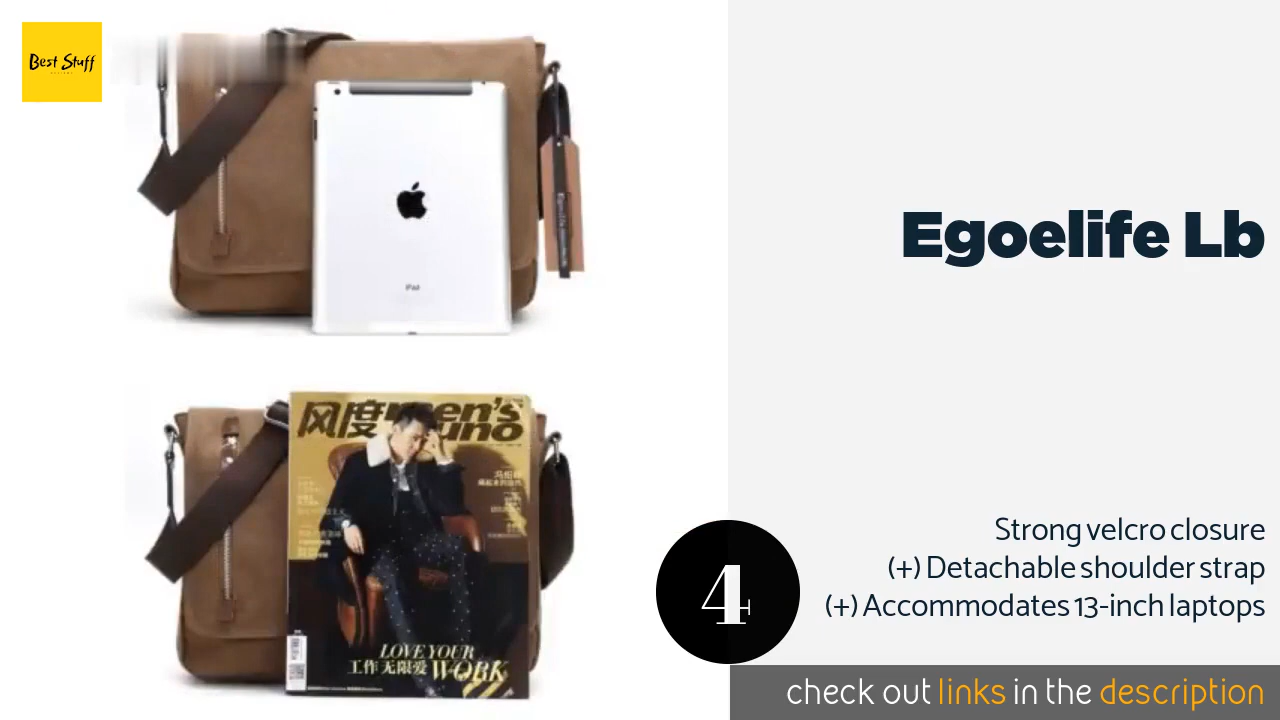 Best Stuff
iPad
Egoelife Lb
风度 men's
uno
LOVE YOUR
工作无限爱 WORK
Strong velcro closure
(+) Detachable shoulder strap
(+) Accommodates 13-inch laptops
4
check out links in the description